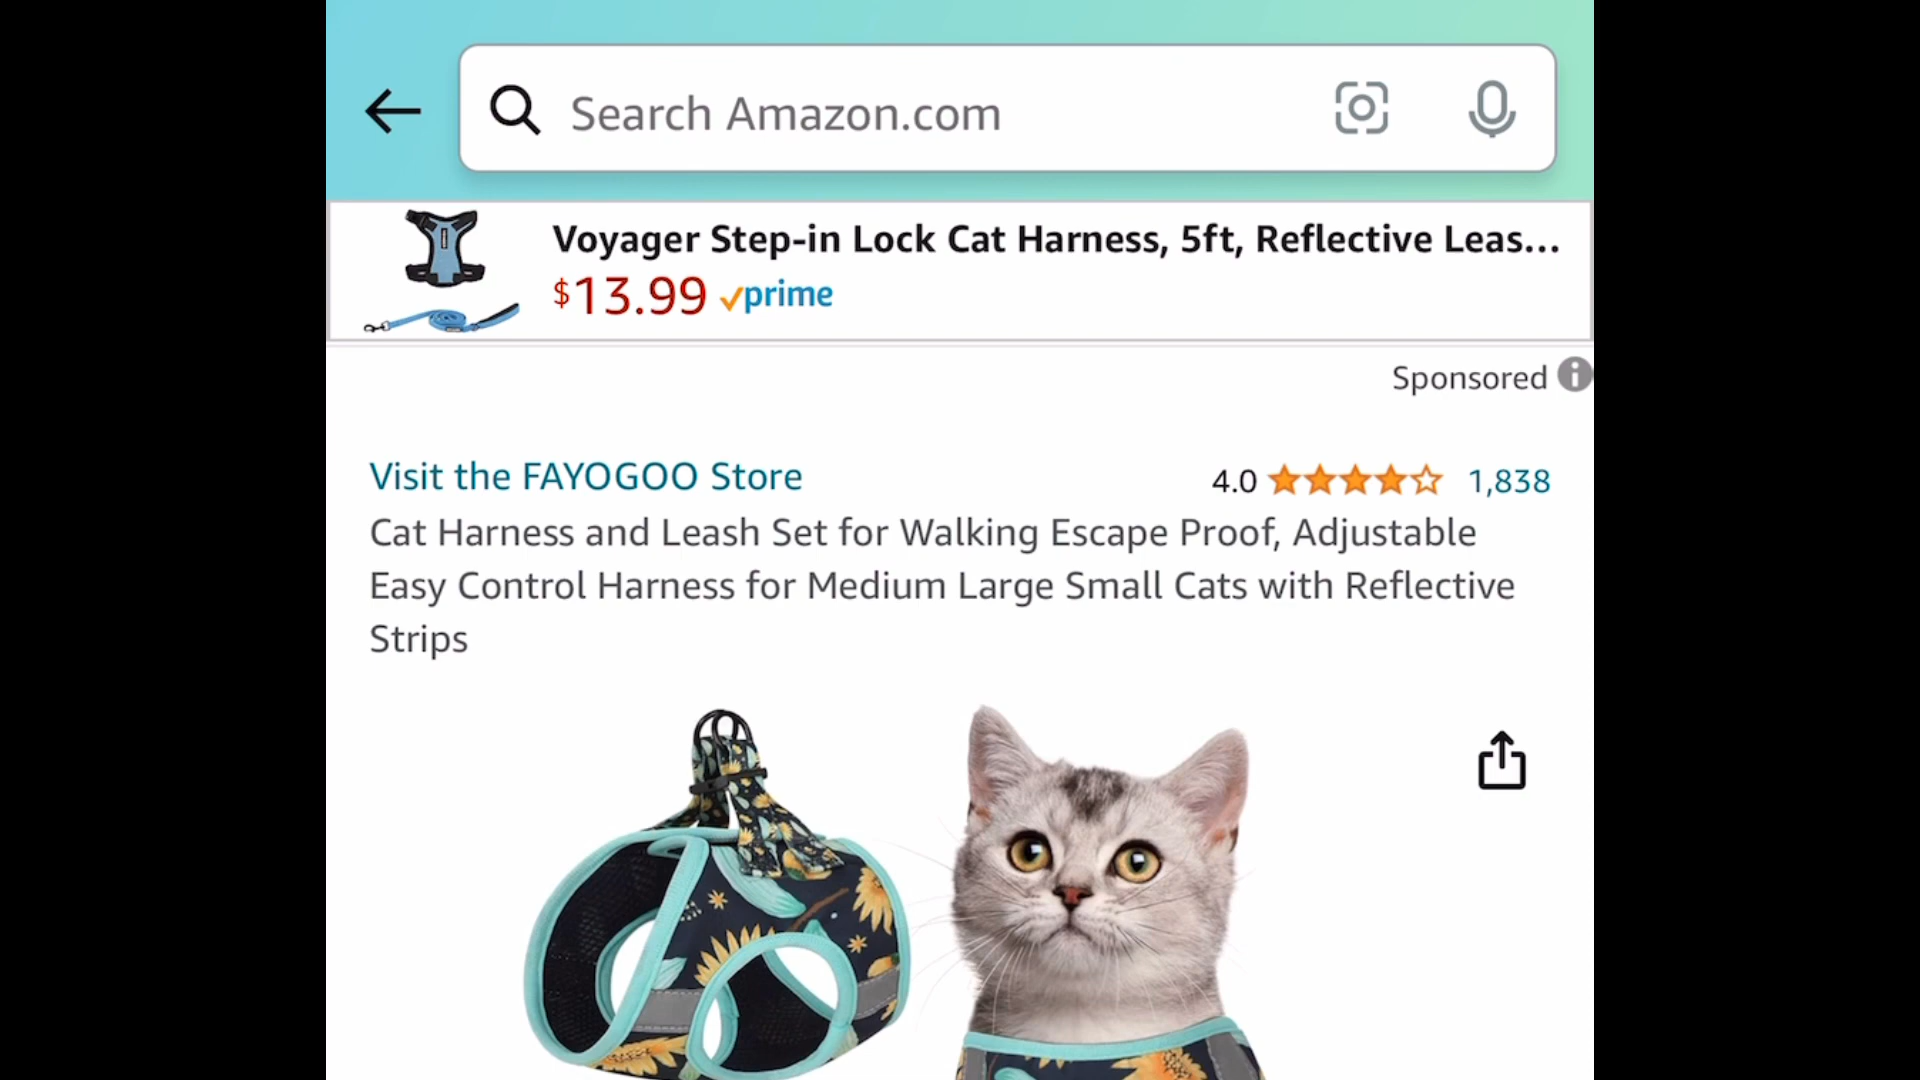 Search Amazon.com
Voyager Step-in Lock Cat Harness, 5ft, Reflective Leas...
$13.99 prime
Sponsored
Visit the FAYOGOO Store 4.0 1,838
Cat Harness and Leash Set for Walking Escape Proof, Adjustable
Easy Control Harness for Medium Large Small Cats with Reflective
Strips